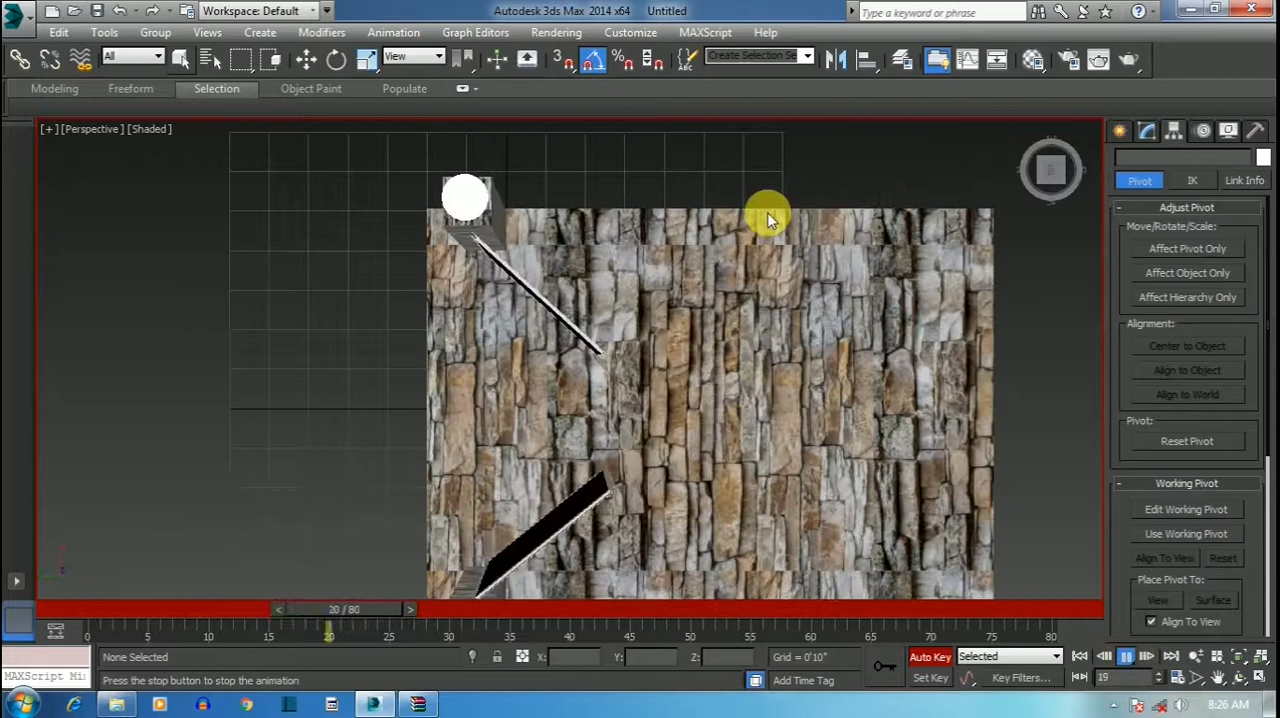 Workspace: Default
Autodesk 3ds Max 2014 x64
Untitled
Type a keyword or phrase
Edit
Tools
Group
Views
Create
Modifiers
Animation
Graph Editors
Rendering
Customize
MAXScript
Help
All
View
3
Create Selection Se
ABC
Modeling
Freeform
Selection
Object Paint
Populate
[+] [Perspective] [Shaded]
Pivot
IK
Link Info
- Adjust Pivot
Move/Rotate/Scale:
Affect Pivot Only
Affect Object Only
Affect Hierarchy Only
Alignment:
Center to Object
Align to Object
Align to World
Pivot:
Reset Pivot
- Working Pivot
Edit Working Pivot
Use Working Pivot
Align To View
Reset
Place Pivot To:
View
Surface
Align To View
< 20 / 80 >
0 5 10 15 20 25 30 35 40 45 50 55 60 65 70 75 80
None Selected
X:
Y:
Z:
Grid = 0'10"
Auto Key
Selected
MAXScript Mi
Press the stop button to stop the animation
Add Time Tag
Set Key
Key Filters...
19
8:26 AM